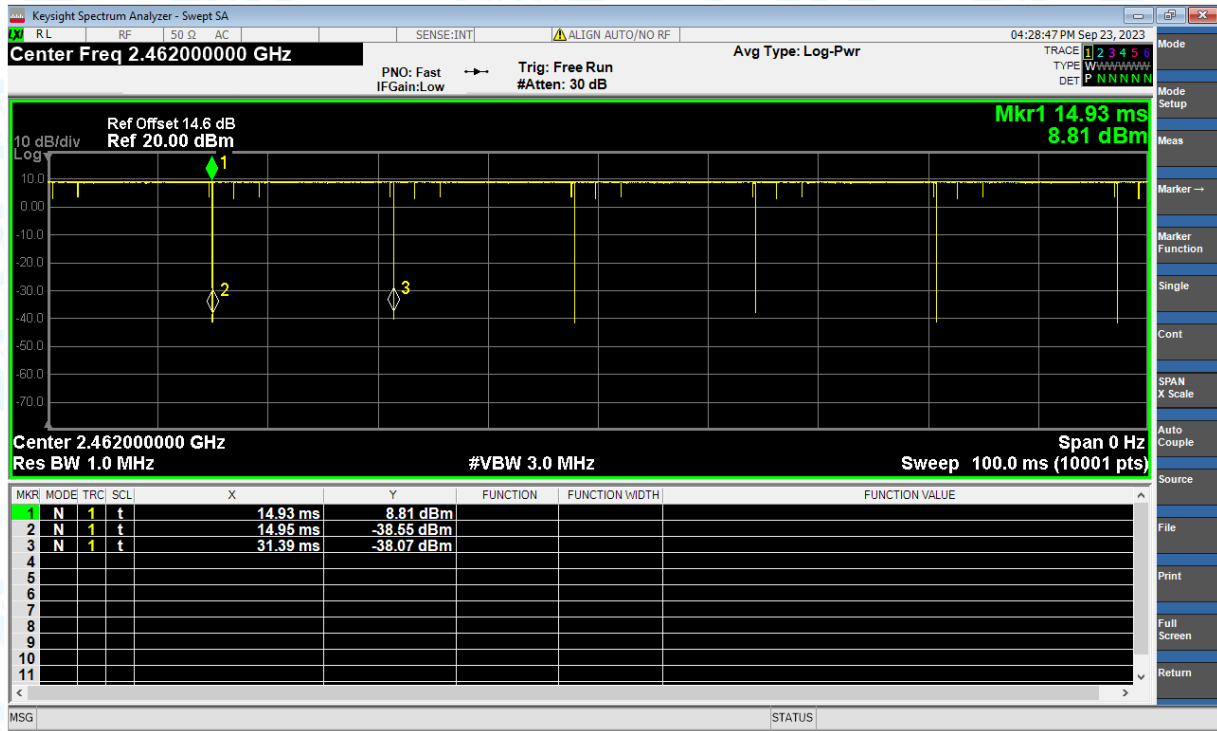 Keysight Spectrum Analyzer - Swept SA
LXI RL RF 50 Ω AC SENSE:INT ALIGN AUTO/NO RF 04:28:47 PM Sep 23, 2023
Center Freq 2.462000000 GHz
PNO: Fast
IFGain:Low
Trig: Free Run
#Atten: 30 dB
Avg Type: Log-Pwr
TRACE 1 2 3 4 5 6
TYPE WWWWWW
DET P N N N N N
Mkr1 14.93 ms
8.81 dBm
Ref Offset 14.6 dB
10 dB/div Ref 20.00 dBm
Log
10.0
0.00
-10.0
-20.0
-30.0
-40.0
-50.0
-60.0
-70.0
1
2
3
Center 2.462000000 GHz Span 0 Hz
Res BW 1.0 MHz #VBW 3.0 MHz Sweep 100.0 ms (10001 pts)
MKR MODE TRC SCL X Y FUNCTION FUNCTION WIDTH FUNCTION VALUE
1 N 1 t 14.93 ms 8.81 dBm
2 N 1 t 14.95 ms -38.55 dBm
3 N 1 t 31.39 ms -38.07 dBm
4
5
6
7
8
9
10
11
MSG STATUS
Mode
Mode
Setup
Meas
Marker →
Marker
Function
Single
Cont
SPAN
X Scale
Auto
Couple
Source
File
Print
Full
Screen
Return